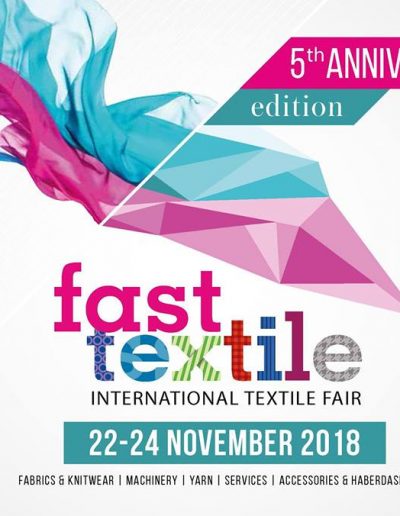 5th ANNIV
edition
fast
textile
INTERNATIONAL TEXTILE FAIR
22-24 NOVEMBER 2018
FABRICS & KNITWEAR | MACHINERY | YARN | SERVICES | ACCESSORIES & HABERDAS